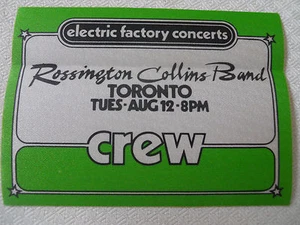 electric factory concerts
Rossington Collins Band
TORONTO
TUES·AUG 12·8PM
crew